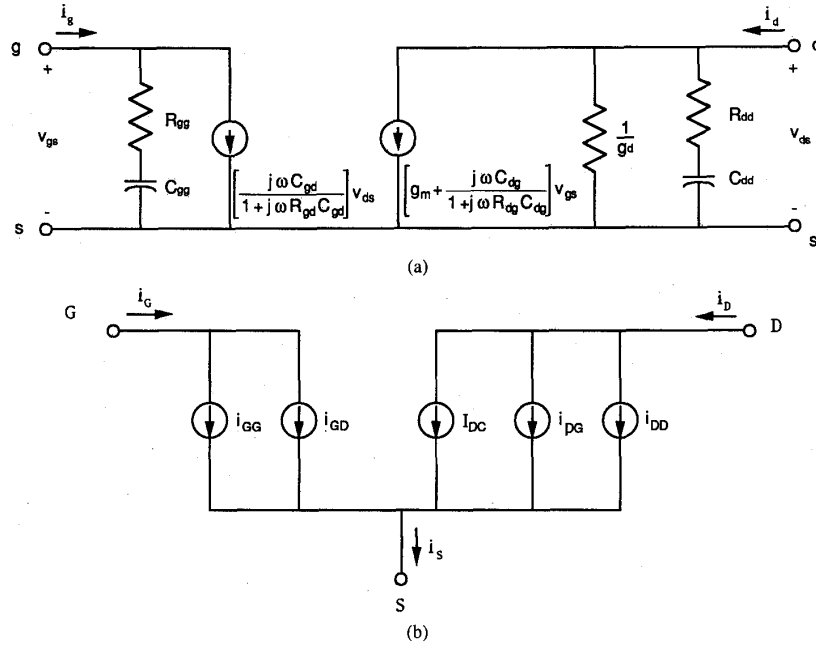 i_g
i_d
g
d
+
+
R_gg
R_dd
v_gs
1/g_d
v_ds
C_gg
[jωC_gd / (1 + jωR_gd C_gd)] v_ds
[g_m + jωC_dg / (1 + jωR_dg C_dg)] v_gs
C_dd
-
-
s
s
(a)
G
i_G
i_D
D
i_GG
i_GD
I_DC
i_DG
i_DD
i_S
S
(b)